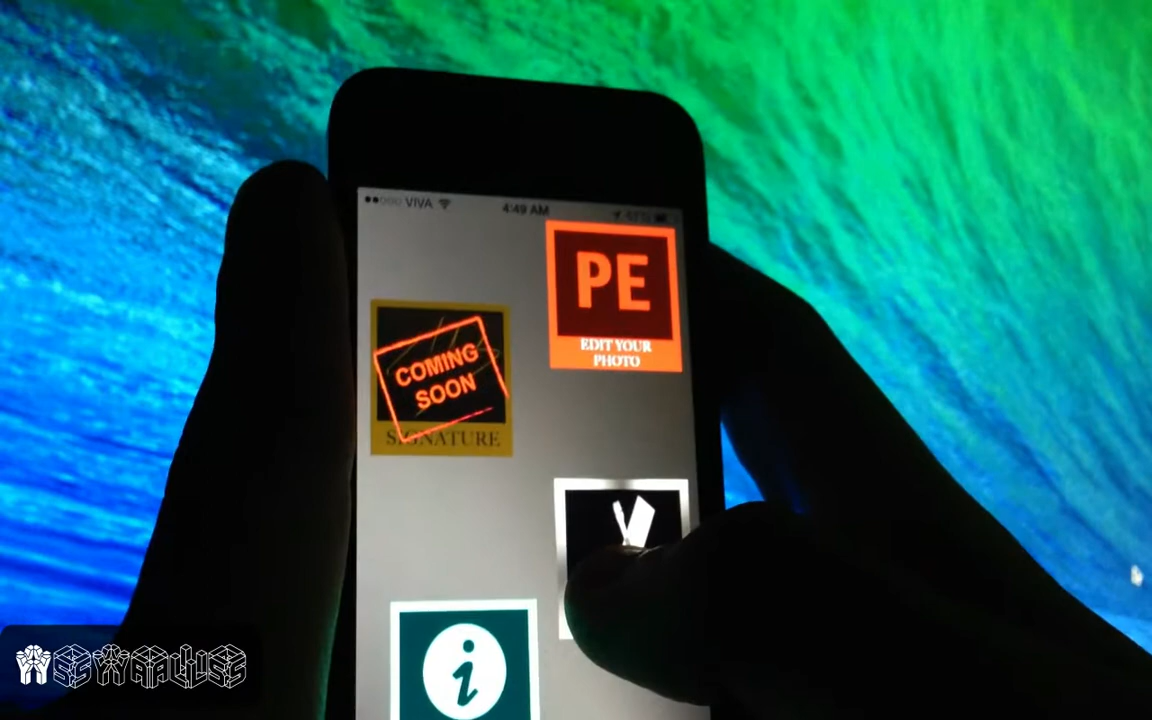 VIVA 4:49 AM
PE
EDIT YOUR
PHOTO
COMING
SOON
SIGNATURE
i